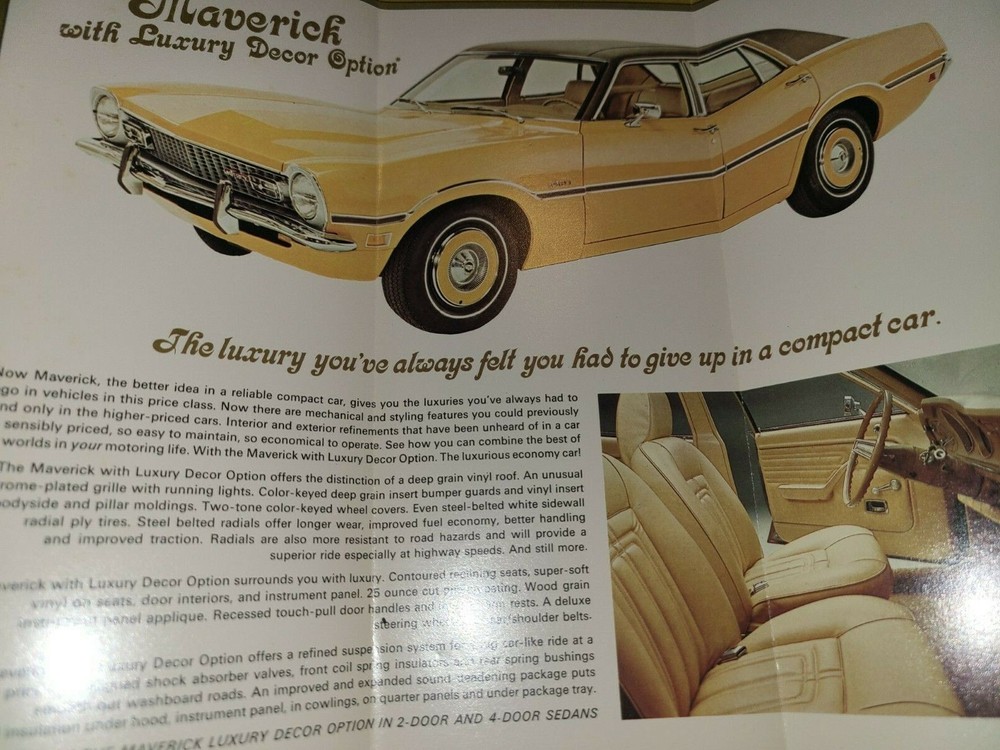 Maverick
with Luxury Decor Option*
The luxury you've always felt you had to give up in a compact car.
Now Maverick, the better idea in a reliable compact car, gives you the luxuries you've always had to
go in vehicles in this price class. Now there are mechanical and styling features you could previously
nd only in the higher-priced cars. Interior and exterior refinements that have been unheard of in a car
sensibly priced, so easy to maintain, so economical to operate. See how you can combine the best of
worlds in your motoring life. With the Maverick with Luxury Decor Option. The luxurious economy car!
The Maverick with Luxury Decor Option offers the distinction of a deep grain vinyl roof. An unusual
rome-plated grille with running lights. Color-keyed deep grain insert bumper guards and vinyl insert
odyside and pillar moldings. Two-tone color-keyed wheel covers. Even steel-belted white sidewall
radial ply tires. Steel belted radials offer longer wear, improved fuel economy, better handling
and improved traction. Radials are also more resistant to road hazards and will provide a
superior ride especially at highway speeds. And still more.
verick with Luxury Decor Option surrounds you with luxury. Contoured reclining seats, super-soft
vinyl on seats, door interiors, and instrument panel. 25 ounce cut Wood grain
panel applique. Recessed touch-pull door handles and rests. A deluxe
steering shoulder belts.
Luxury Decor Option offers a refined suspension system car-like ride at a
shock absorber valves, front coil spring insulators and rear spring bushings
out washboard roads. An improved and expanded sound-deadening package puts
insulation under hood, instrument panel, in cowlings, on quarter panels and under package tray.
MAVERICK LUXURY DECOR OPTION IN 2-DOOR AND 4-DOOR SEDANS